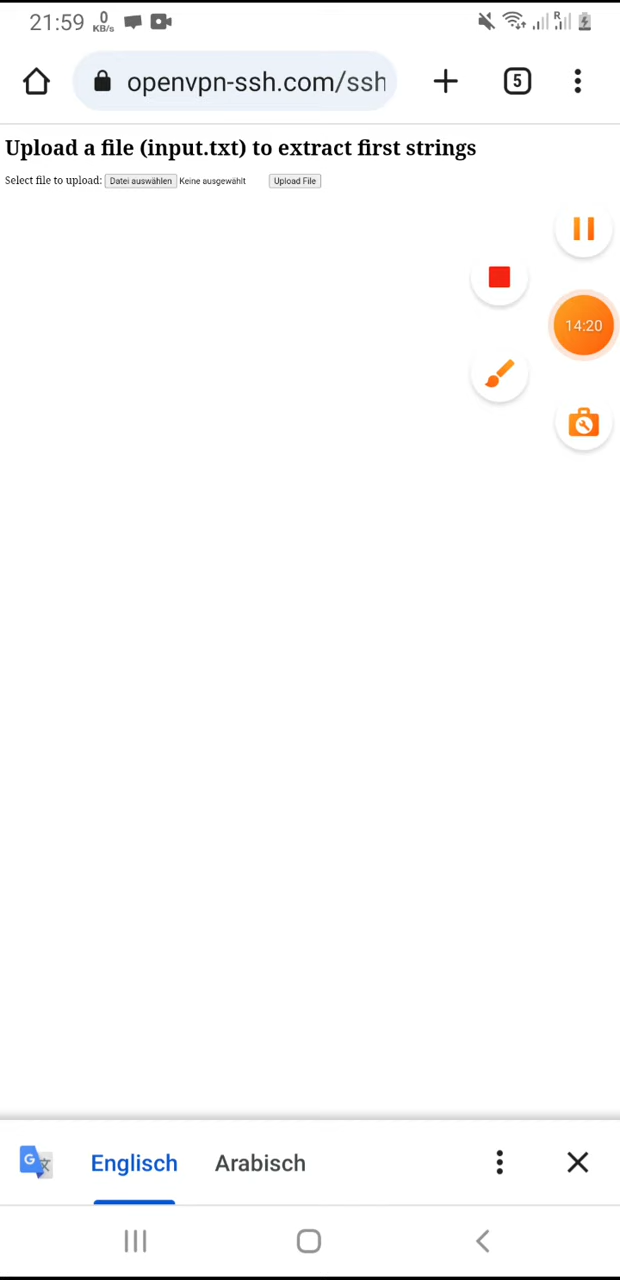 21:59 0 KB/s R
openvpn-ssh.com/ssh 5
Upload a file (input.txt) to extract first strings
Select file to upload: Datei auswählen Keine ausgewählt Upload File
14:20
G 文 Englisch Arabisch